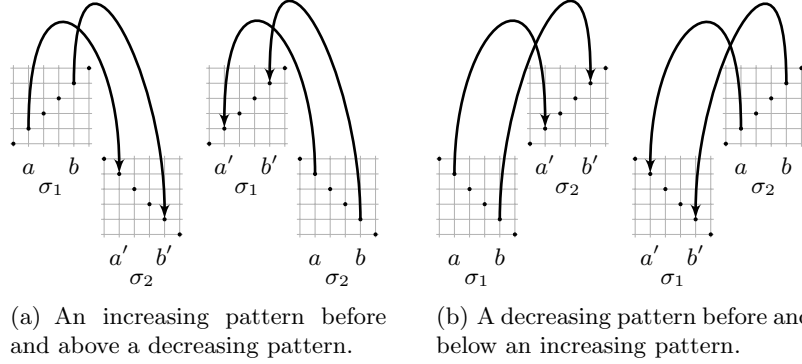 a b a′ b′ a′ b′ a b
σ₁ σ₁ σ₂ σ₂
a′ b′ a b a b a′ b′
σ₂ σ₂ σ₁ σ₁
(a) An increasing pattern before
and above a decreasing pattern.
(b) A decreasing pattern before and
below an increasing pattern.